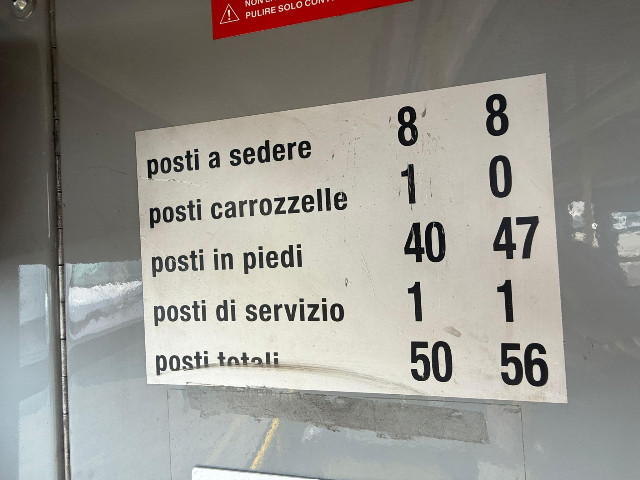 PULIRE SOLO CON
posti a sedere 8 8
posti carrozzelle 1 0
posti in piedi 40 47
posti di servizio 1 1
posti totali 50 56